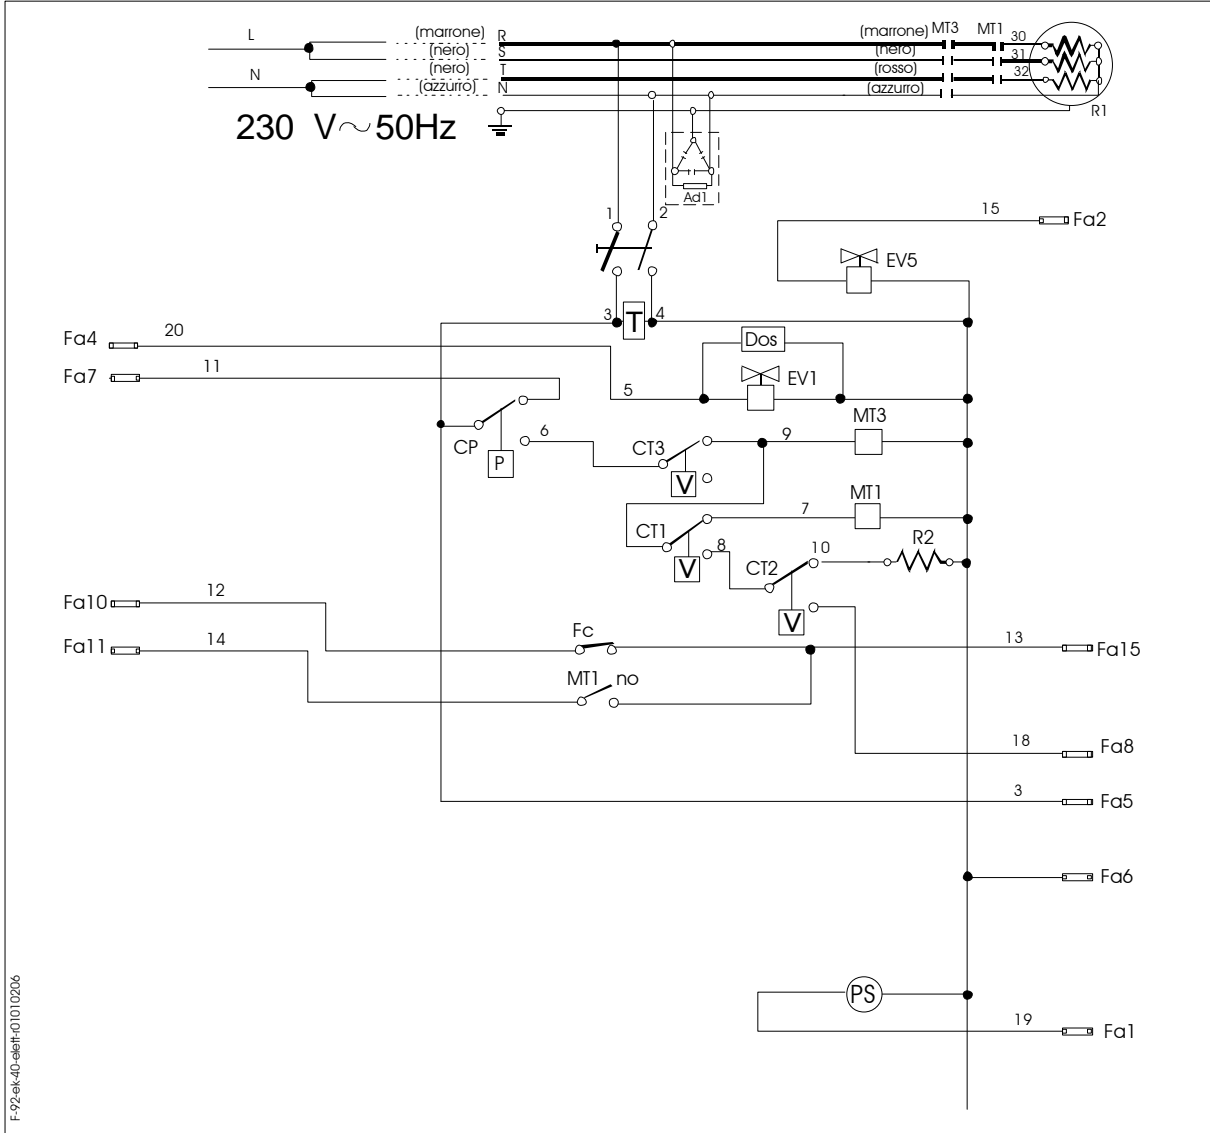 L
(marrone) R
(marrone) MT3 MT1 30
(nero) S
(nero)
31
N
(nero) T
(rosso)
32
(azzurro) N
(azzurro)
R1
230 V~50Hz
Ad1
1
2
15
Fa2
EV5
3
T
4
Fa4
20
Dos
Fa7
11
5
EV1
MT3
CP
6
CT3
9
P
V
MT1
CT1
7
8
V
CT2
10
R2
V
Fa10
12
Fa11
14
Fc
13
Fa15
MT1 no
18
Fa8
3
Fa5
Fa6
PS
19
Fa1
F-92-ek-40-elett-r01010206